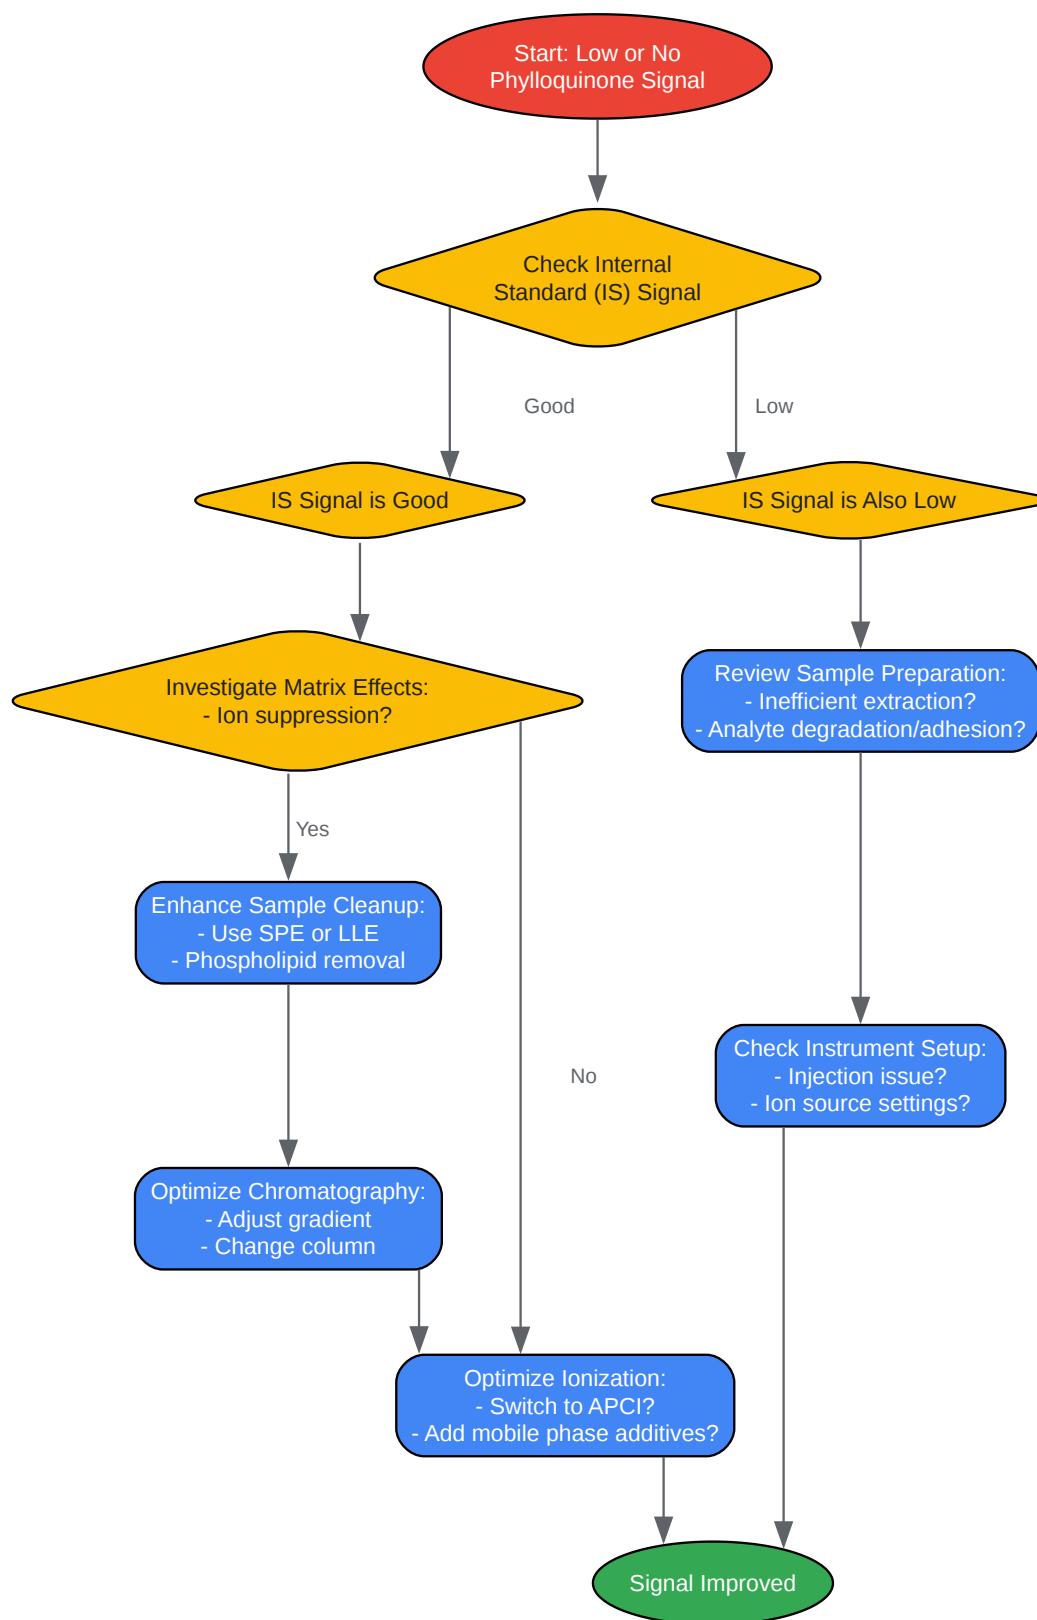 Start: Low or No
Phylloquinone Signal
Check Internal
Standard (IS) Signal
Good
Low
IS Signal is Good
IS Signal is Also Low
Investigate Matrix Effects:
- Ion suppression?
Review Sample Preparation:
- Inefficient extraction?
- Analyte degradation/adhesion?
Yes
Enhance Sample Cleanup:
- Use SPE or LLE
- Phospholipid removal
No
Check Instrument Setup:
- Injection issue?
- Ion source settings?
Optimize Chromatography:
- Adjust gradient
- Change column
Optimize Ionization:
- Switch to APCI?
- Add mobile phase additives?
Signal Improved